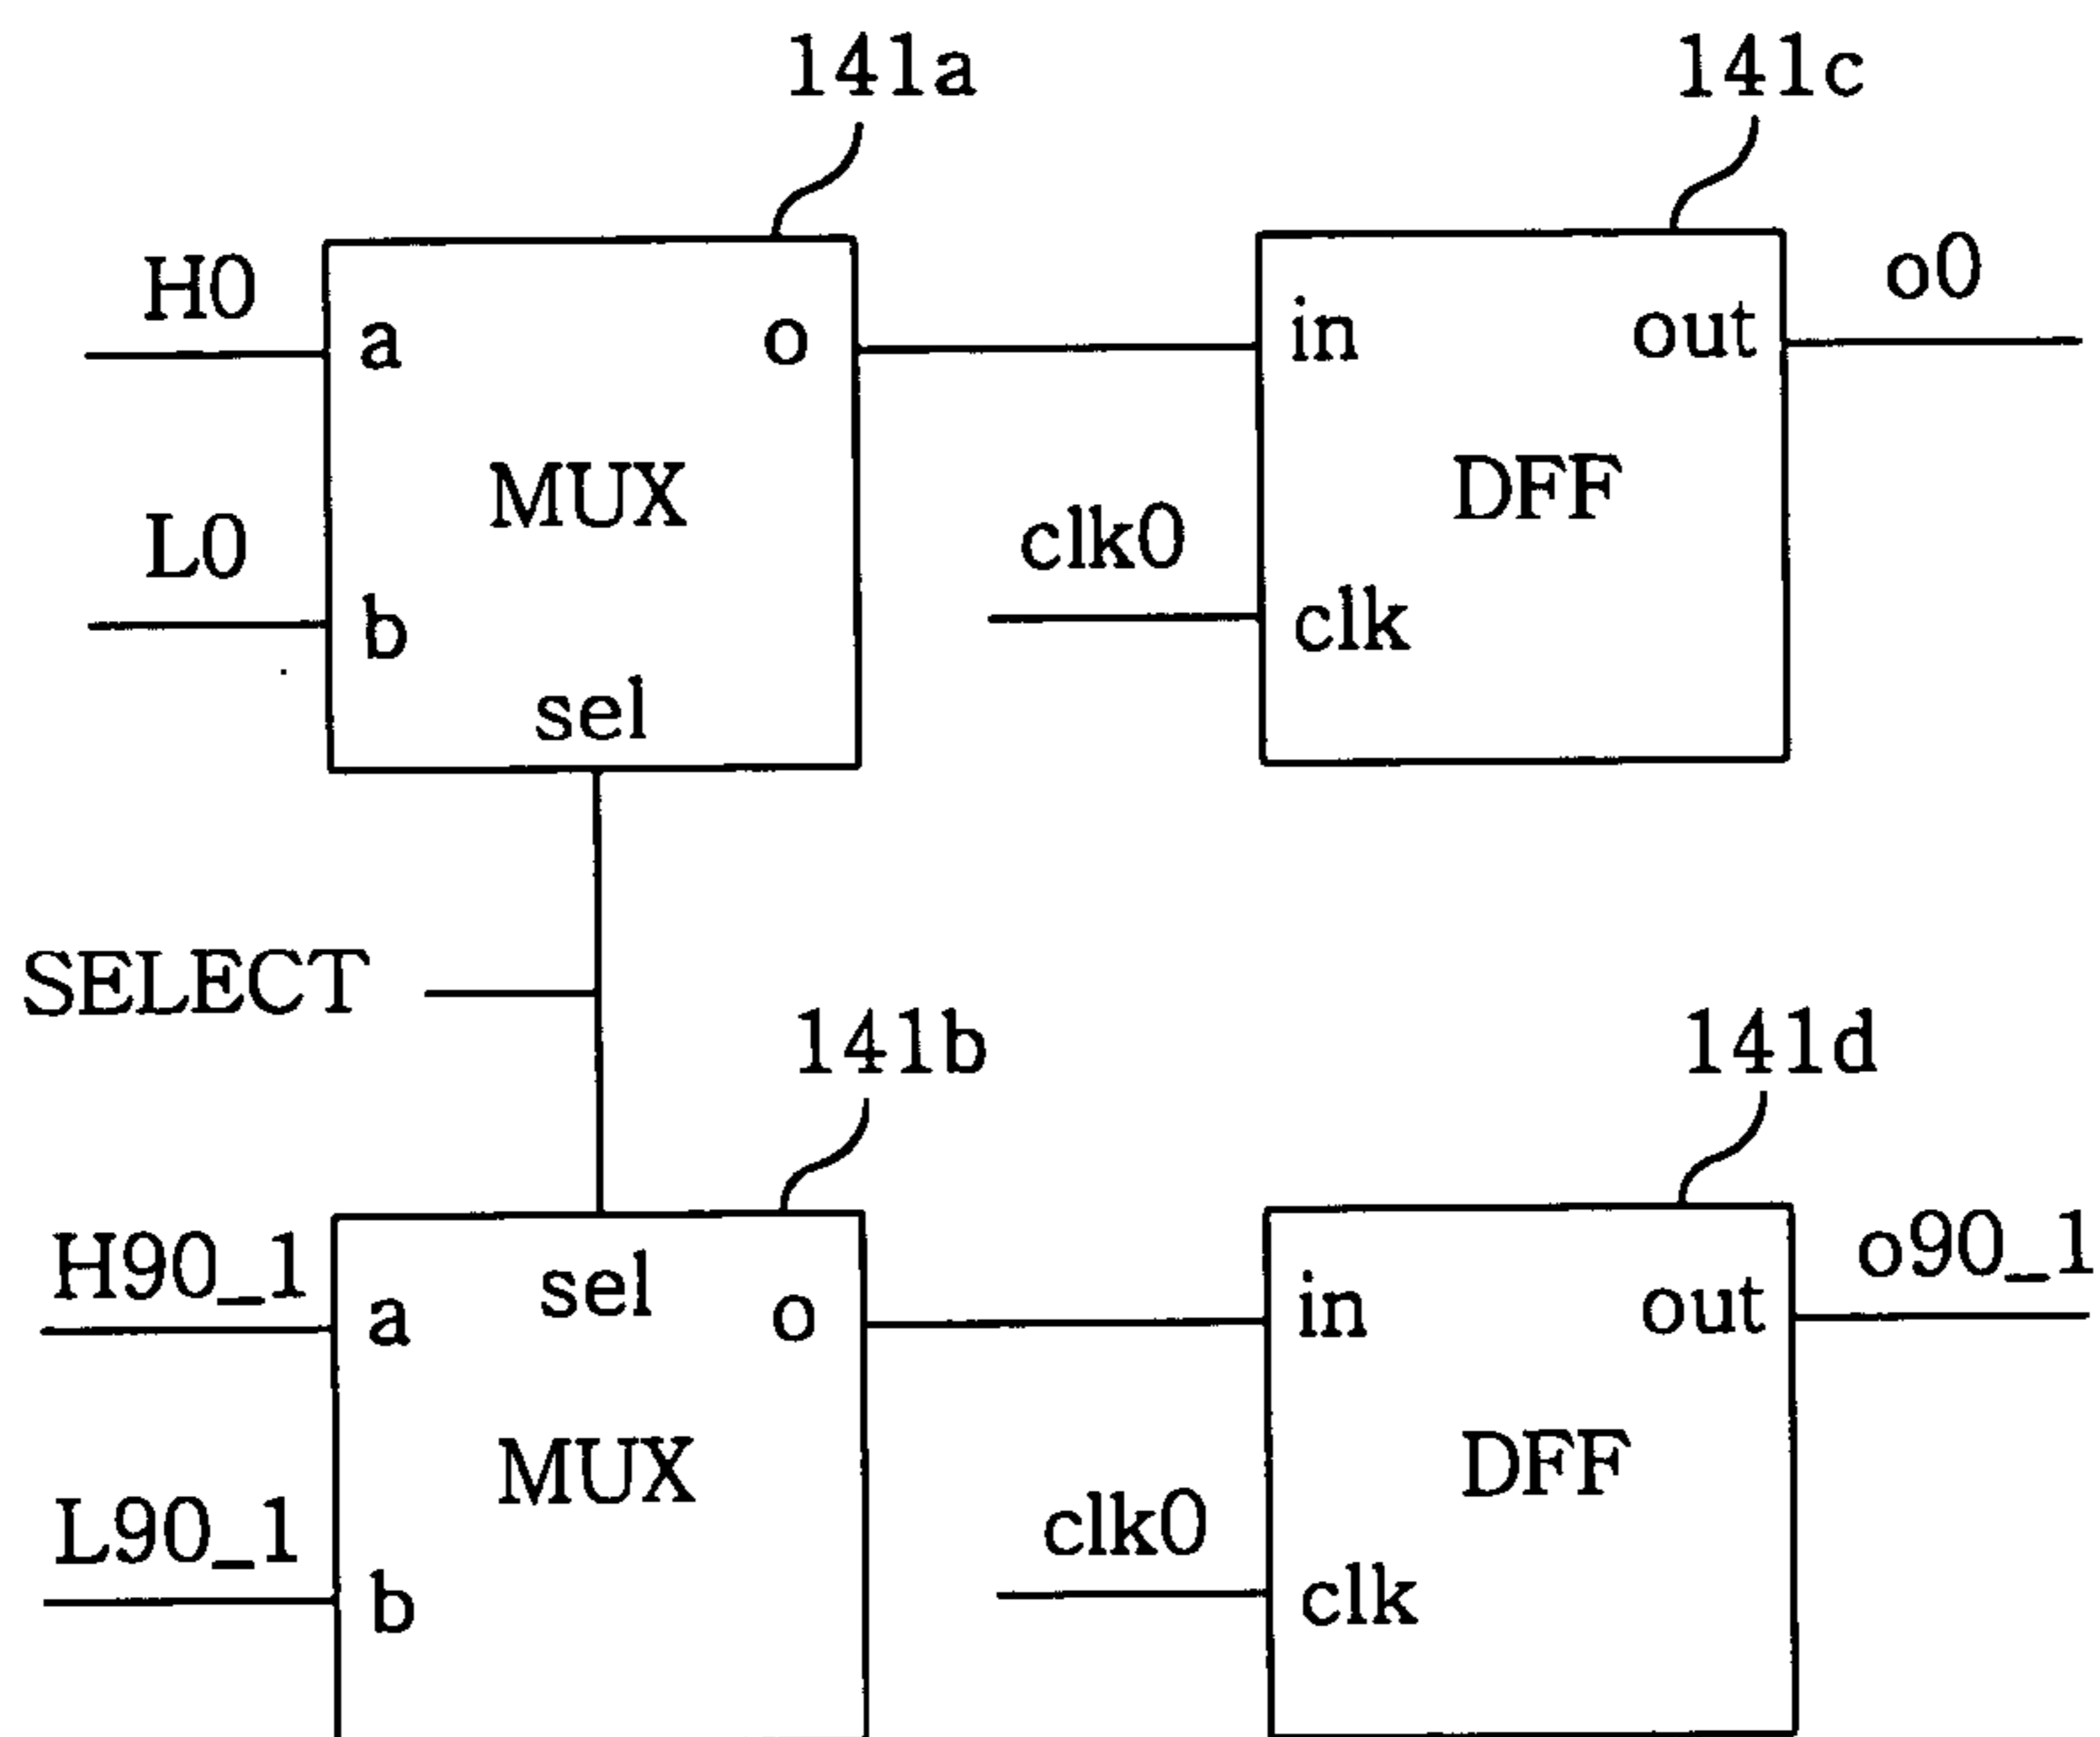 141a
141c
H0
a
o
in
out
o0
MUX
DFF
L0
b
clk0
clk
sel
SELECT
141b
141d
H90_1
a
sel
o
in
out
o90_1
MUX
DFF
L90_1
b
clk0
clk